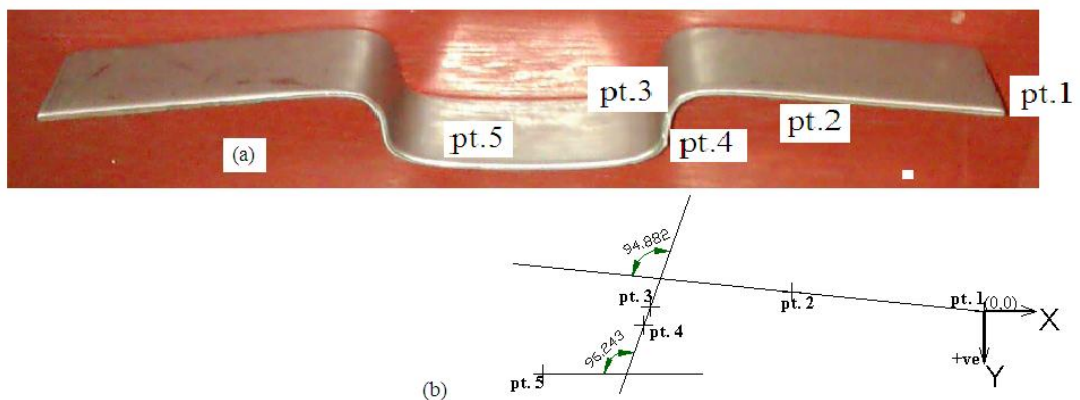 pt.3
pt.1
pt.2
pt.5
pt.4
(a)
94.882
pt. 3
pt. 1
(0,0)
pt.2
X
pt. 4
96.243
+ve
Y
pt. 5
(b)